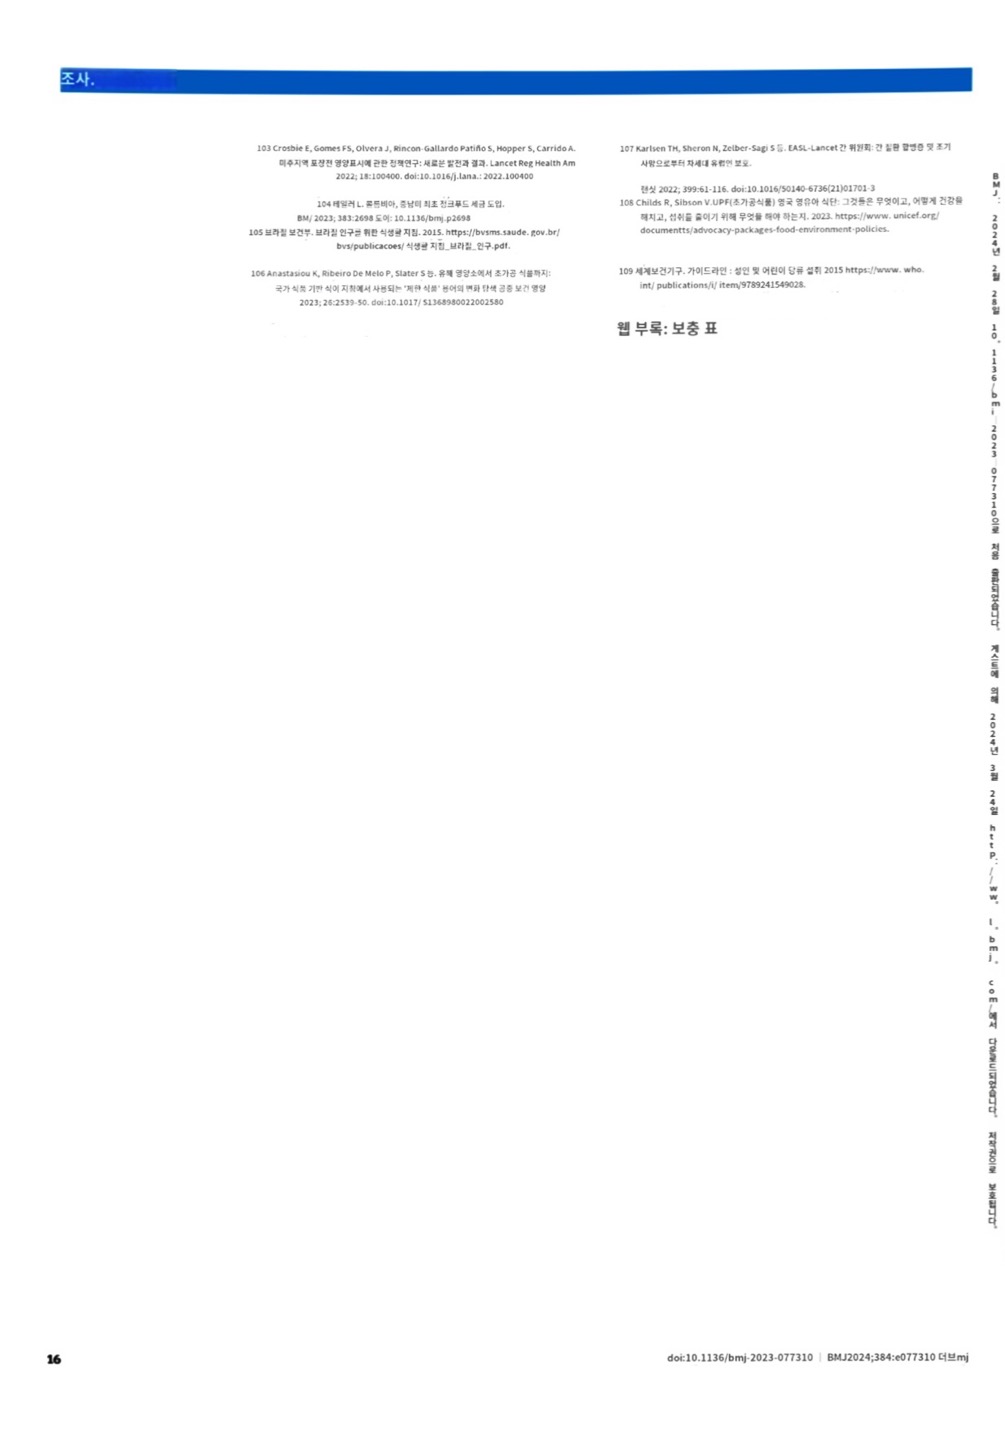 조사.
103 Crosbie E, Gomes FS, Olvera J, Rincon-Gallardo Patiño S, Hopper S, Carrido A.
미주지역 포장전 영양표시에 관한 정책연구: 새로운 발전과 결과. Lancet Reg Health Am
2022; 18:100400. doi:10.1016/j.lana.: 2022.100400
104 테일러 L. 콜롬비아, 중남미 최초 정크푸드 세금 도입.
BM/ 2023; 383:2698 도이: 10.1136/bmj.p2698
105 브라질 보건부. 브라질 인구를 위한 식생활 지침. 2015. https://bvsms.saude. gov.br/
bvs/publicacoes/ 식생활 지침_브라질_인구.pdf.
106 Anastasiou K, Ribeiro De Melo P, Slater S 등. 유해 영양소에서 초가공 식품까지:
국가 식품 기반 식이 지침에서 사용되는 '제한 식품' 용어의 변화 탐색 공중 보건 영양
2023; 26:2539-50. doi:10.1017/ S1368980022002580
107 Karlsen TH, Sheron N, Zelber-Sagi S 등. EASL-Lancet 간 위원회: 간 질환 합병증 및 조기
사망으로부터 차세대 유럽인 보호.
랜싯 2022; 399:61-116. doi:10.1016/50140-6736(21)01701-3
108 Childs R, Sibson V.UPF(초가공식품) 영국 영유아 식단: 그것들은 무엇이고, 어떻게 건강을
해치고, 섭취를 줄이기 위해 무엇을 해야 하는지. 2023. https://www. unicef.org/
documentts/advocacy-packages-food-environment-policies.
109 세계보건기구. 가이드라인 : 성인 및 어린이 당류 섭취 2015 https://www. who.
int/ publications/i/ item/9789241549028.
웹 부록: 보충 표
BMJ: 2024년 2월 28일 10.1136/bmi 2023 077310으로 처음 출판되었습니다. 게스트에 의해 2024년 3월 24일 http://ww. l. bmj. com/에서 다운로드되었습니다. 저작권으로 보호됩니다.
16
doi:10.1136/bmj-2023-077310 | BMJ2024;384:e077310 더브mj